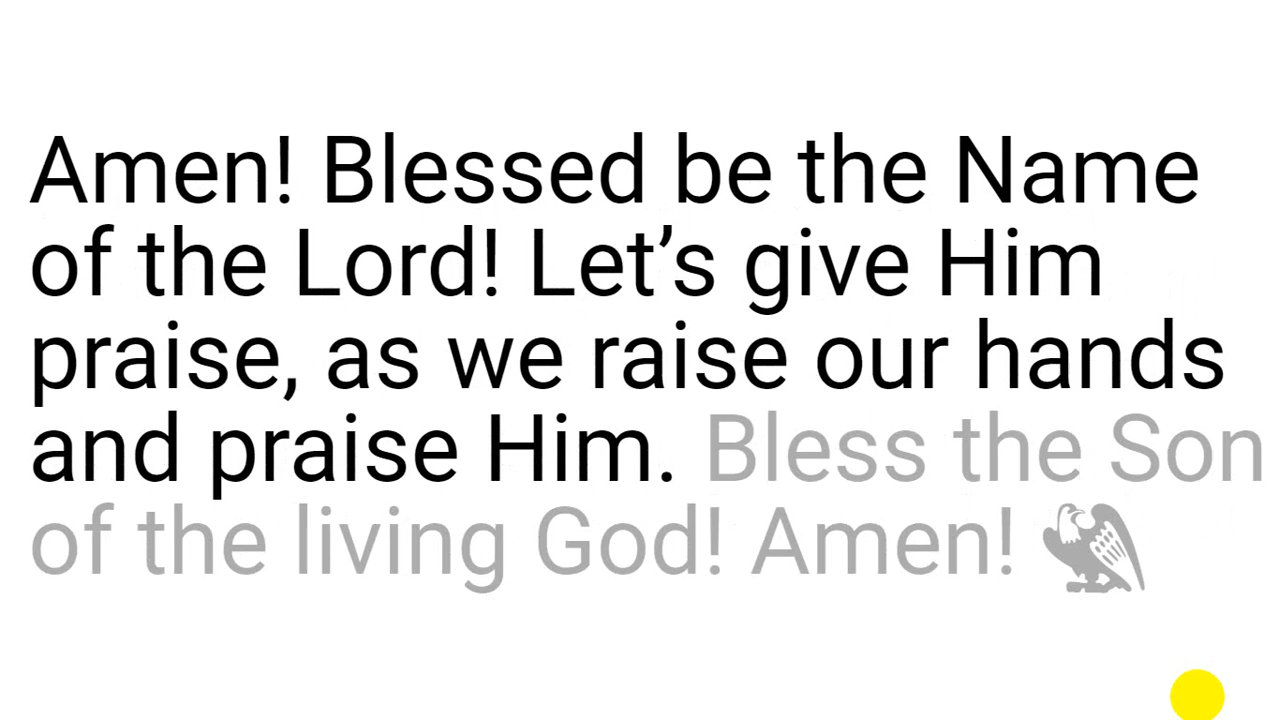 Amen! Blessed be the Name
of the Lord! Let’s give Him
praise, as we raise our hands
and praise Him. Bless the Son
of the living God! Amen!